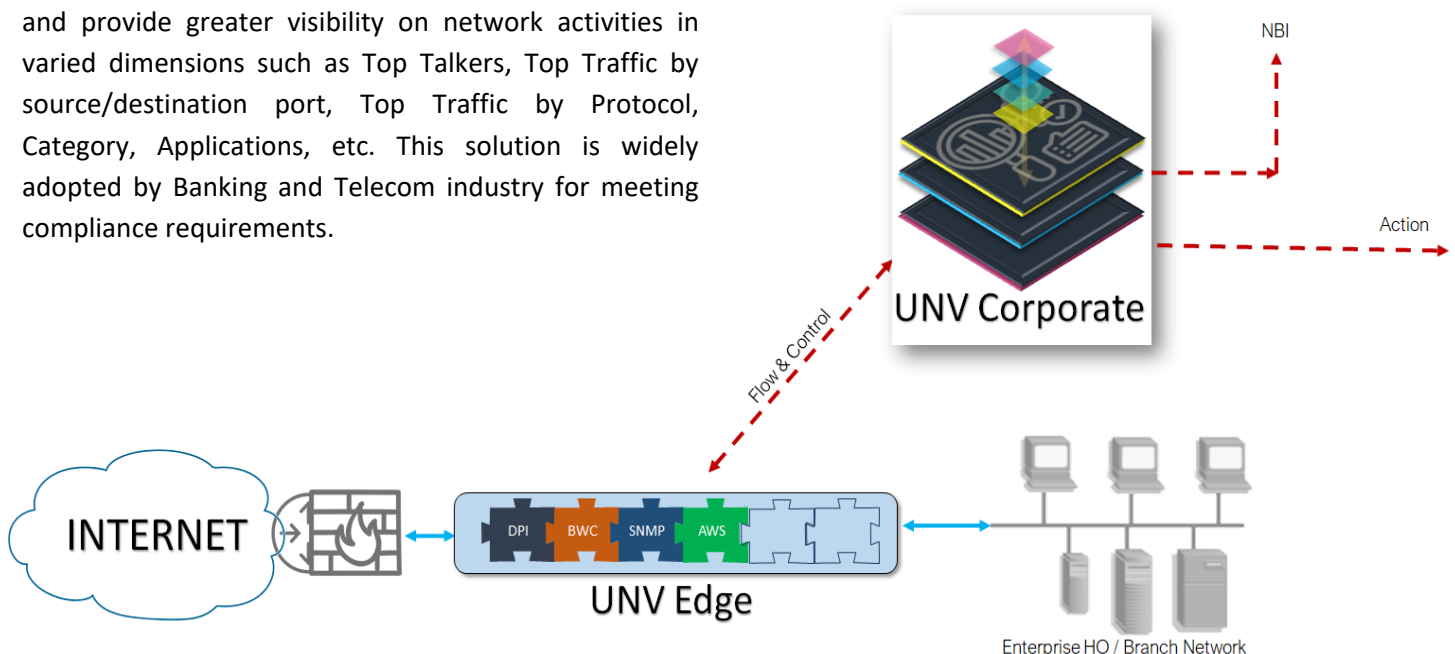 and provide greater visibility on network activities in
varied dimensions such as Top Talkers, Top Traffic by
source/destination port, Top Traffic by Protocol,
Category, Applications, etc. This solution is widely
adopted by Banking and Telecom industry for meeting
compliance requirements.
NBI
Action
UNV Corporate
Flow & Control
INTERNET
DPI
BWC
SNMP
AWS
UNV Edge
Enterprise HO / Branch Network